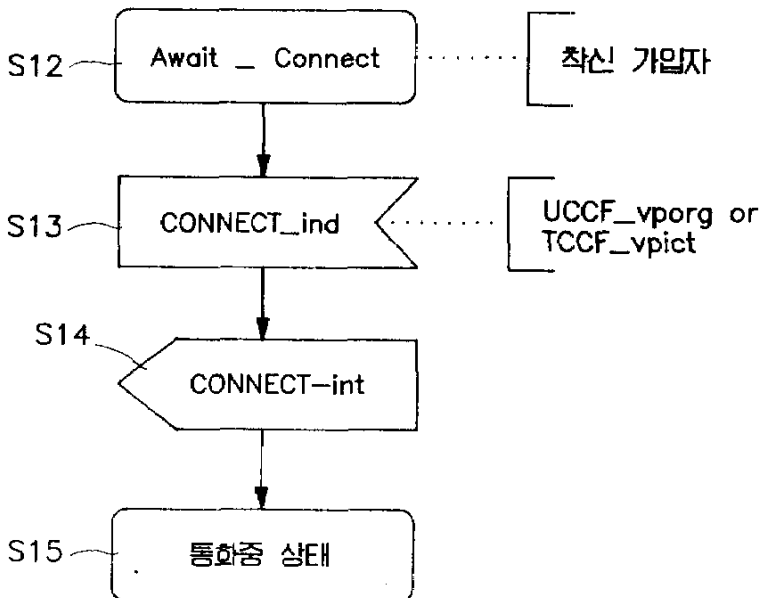 S12
Await _ Connect
착신 가입자
S13
CONNECT_ind
UCCF_vporg or
TCCF_vpict
S14
CONNECT-int
S15
통화중 상태